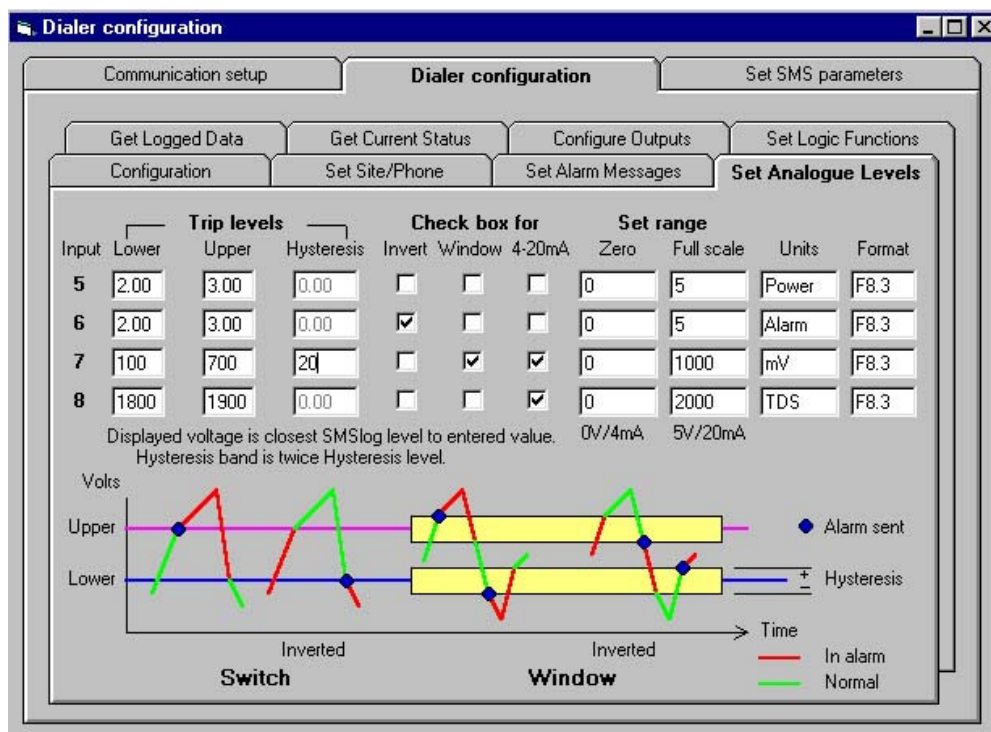 Dialer configuration
Communication setup Dialer configuration Set SMS parameters
Get Logged Data Get Current Status Configure Outputs Set Logic Functions
Configuration Set Site/Phone Set Alarm Messages Set Analogue Levels
Trip levels Check box for Set range
Input Lower Upper Hysteresis Invert Window 4-20mA Zero Full scale Units Format
5 2.00 3.00 0.00 0 5 Power F8.3
6 2.00 3.00 0.00 0 5 Alarm F8.3
7 100 700 20 0 1000 mV F8.3
8 1800 1900 0.00 0 2000 TDS F8.3
Displayed voltage is closest SMSlog level to entered value. 0V/4mA 5V/20mA
Hysteresis band is twice Hysteresis level.
Volts
Upper Alarm sent
Lower + - Hysteresis
Time
Inverted Inverted In alarm
Switch Window Normal